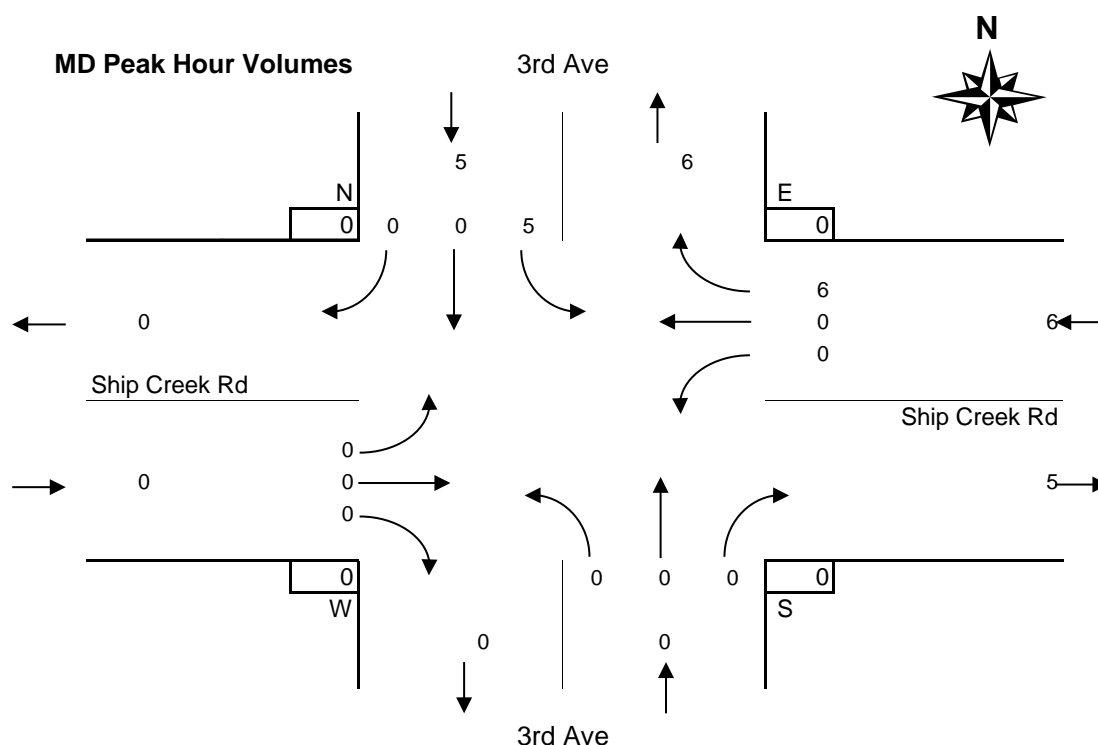 N
MD Peak Hour Volumes 3rd Ave
5 6
N E
0 0 0 5 0
6
0 0 6
0
Ship Creek Rd
Ship Creek Rd
0
0 0 5
0
0 0 0 0 0
W S
0 0
3rd Ave